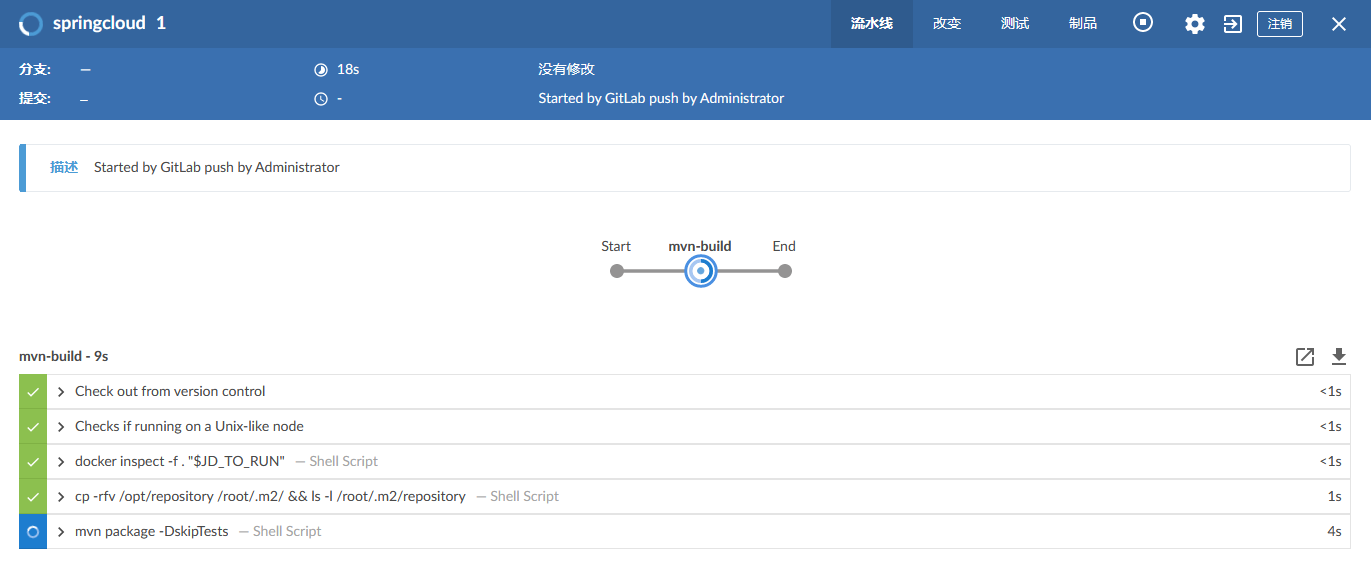 springcloud 1 流水线 改变 测试 制品 注销
分支: — 18s 没有修改
提交: – - Started by GitLab push by Administrator
描述 Started by GitLab push by Administrator
Start mvn-build End
mvn-build - 9s
Check out from version control <1s
Checks if running on a Unix-like node <1s
docker inspect -f . "$JD_TO_RUN" — Shell Script <1s
cp -rfv /opt/repository /root/.m2/ && ls -l /root/.m2/repository — Shell Script 1s
mvn package -DskipTests — Shell Script 4s